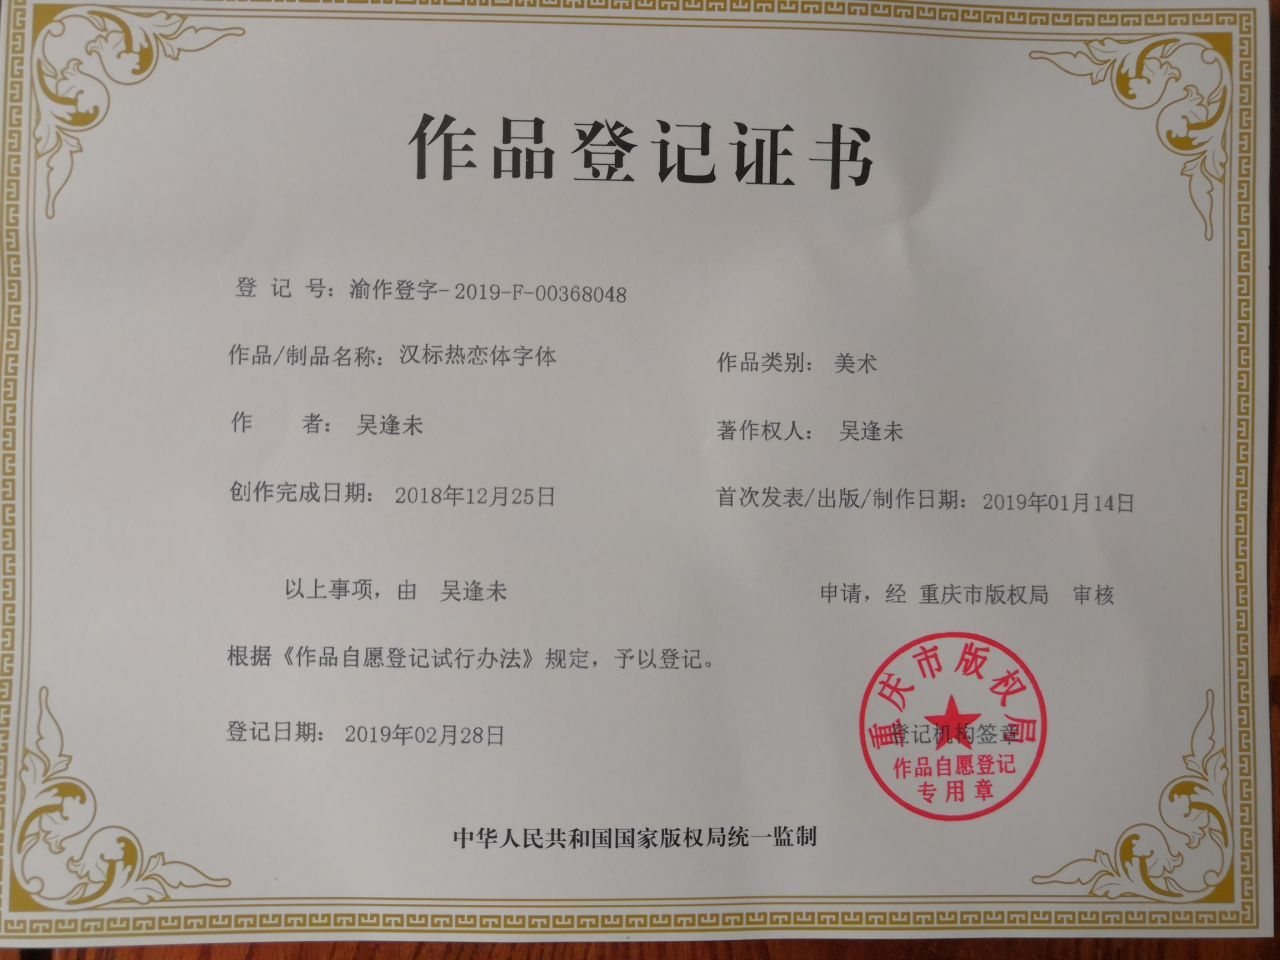 作品登记证书
登 记 号：渝作登字-2019-F-00368048
作品/制品名称：汉标热恋体字体 作品类别： 美术
作 者： 吴逢未 著作权人： 吴逢未
创作完成日期： 2018年12月25日 首次发表/出版/制作日期：2019年01月14日
以上事项，由 吴逢未 申请，经 重庆市版权局 审核
根据《作品自愿登记试行办法》规定，予以登记。
登记日期： 2019年02月28日 登记机构签章
重庆市版权局
作品自愿登记
专用章
中华人民共和国国家版权局统一监制